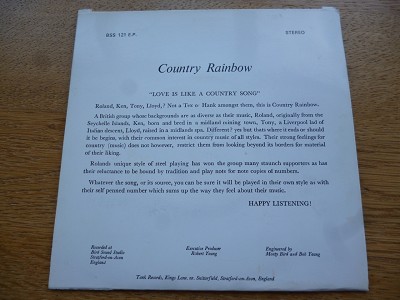 BSS 121 E.P.
STEREO
Country Rainbow
"LOVE IS LIKE A COUNTRY SONG"
Roland, Ken, Tony, Lloyd,? Not a Tex or Hank amongst them, this is Country Rainbow.
A British group whose backgrounds are as diverse as their music, Roland, originally from the
Seychelle Islands, Ken, born and bred in a midland mining town, Tony, a Liverpool lad of
Indian descent, Lloyd, raised in a midlands spa. Different? yes but thats where it ends or should
it be begins, with their common interest in country music of all styles. Their strong feelings for
country (music) does not however, restrict them from looking beyond its borders for material
of their liking.
Rolands unique style of steel playing has won the group many staunch supporters as has
their reluctance to be bound by tradition and play note for note copies of numbers.
Whatever the song, or its source, you can be sure it will be played in their own style so with
their self penned number which sums up the way they feel about their music.
HAPPY LISTENING!
Recorded at
Bird Sound Studio
Stratford-on-Avon
England
Executive Producer
Robert Young
Engineered by
Monty Bird and Bob Young
Tank Records, Kings Lane, nr. Snitterfield, Stratford-on-Avon, England